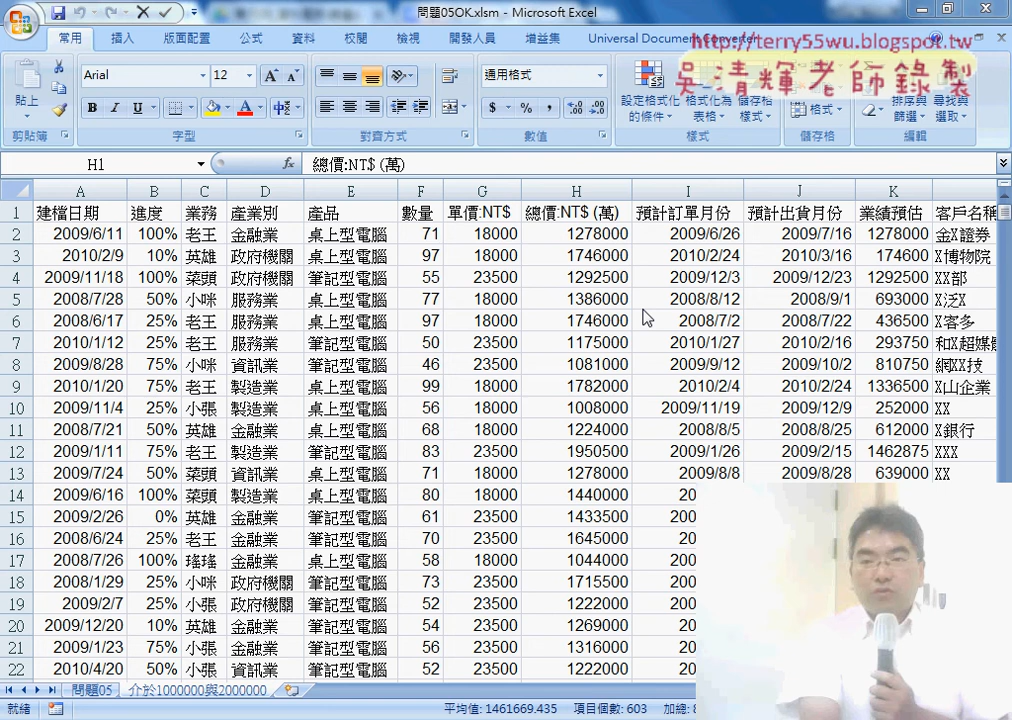 問題05OK.xlsm - Microsoft Excel
常用 插入 版面配置 公式 資料 校閱 檢視 開發人員 增益集 Universal Document Converter
http://terry55wu.blogspot.tw
吳清輝老師錄製
貼上 Arial 12 通用格式 設定格式化的條件 格式化為表格 儲存格樣式 格式 排序與篩選 尋找與選取
剪貼簿 字型 對齊方式 數值 樣式 儲存格 編輯
H1 fx 總價:NT$ (萬)
A B C D E F G H I J K
1 建檔日期 進度 業務 產業別 產品 數量 單價:NT$ 總價:NT$ (萬) 預計訂單月份 預計出貨月份 業績預估 客戶名稱
2 2009/6/11 100% 老王 金融業 桌上型電腦 71 18000 1278000 2009/6/26 2009/7/16 1278000 金X證券
3 2010/2/9 10% 英雄 政府機關 桌上型電腦 97 18000 1746000 2010/2/24 2010/3/16 174600 X博物院
4 2009/11/18 100% 菜頭 政府機關 筆記型電腦 55 23500 1292500 2009/12/3 2009/12/23 1292500 XX部
5 2008/7/28 50% 小咪 服務業 桌上型電腦 77 18000 1386000 2008/8/12 2008/9/1 693000 X泛X
6 2008/6/17 25% 老王 服務業 桌上型電腦 97 18000 1746000 2008/7/2 2008/7/22 436500 X客多
7 2010/1/12 25% 老王 服務業 筆記型電腦 50 23500 1175000 2010/1/27 2010/2/16 293750 和X超媒
8 2009/8/28 75% 小咪 資訊業 筆記型電腦 46 23500 1081000 2009/9/12 2009/10/2 810750 網XX技
9 2010/1/20 75% 老王 製造業 桌上型電腦 99 18000 1782000 2010/2/4 2010/2/24 1336500 X山企業
10 2009/11/4 25% 小張 製造業 桌上型電腦 56 18000 1008000 2009/11/19 2009/12/9 252000 XX
11 2008/7/21 50% 英雄 金融業 桌上型電腦 68 18000 1224000 2008/8/5 2008/8/25 612000 X銀行
12 2009/1/11 75% 老王 製造業 筆記型電腦 83 23500 1950500 2009/1/26 2009/2/15 1462875 XXX
13 2009/7/24 50% 菜頭 資訊業 桌上型電腦 71 18000 1278000 2009/8/8 2009/8/28 639000 XX
14 2009/6/16 100% 菜頭 製造業 桌上型電腦 80 18000 1440000 20
15 2009/2/26 0% 英雄 金融業 筆記型電腦 61 23500 1433500 20
16 2008/6/24 25% 老王 金融業 筆記型電腦 70 23500 1645000 20
17 2008/7/26 100% 瑤瑤 金融業 桌上型電腦 58 18000 1044000 20
18 2008/1/29 25% 小咪 政府機關 筆記型電腦 73 23500 1715500 20
19 2009/2/7 25% 小張 政府機關 筆記型電腦 52 23500 1222000 200
20 2009/12/20 10% 英雄 金融業 筆記型電腦 54 23500 1269000 20
21 2009/1/23 75% 小張 金融業 筆記型電腦 56 23500 1316000 20
22 2010/4/20 50% 小張 資訊業 筆記型電腦 52 23500 1222000 20
問題05 介於1000000與2000000
就緒 平均值: 1461669.435 項目個數: 603 加總: 8